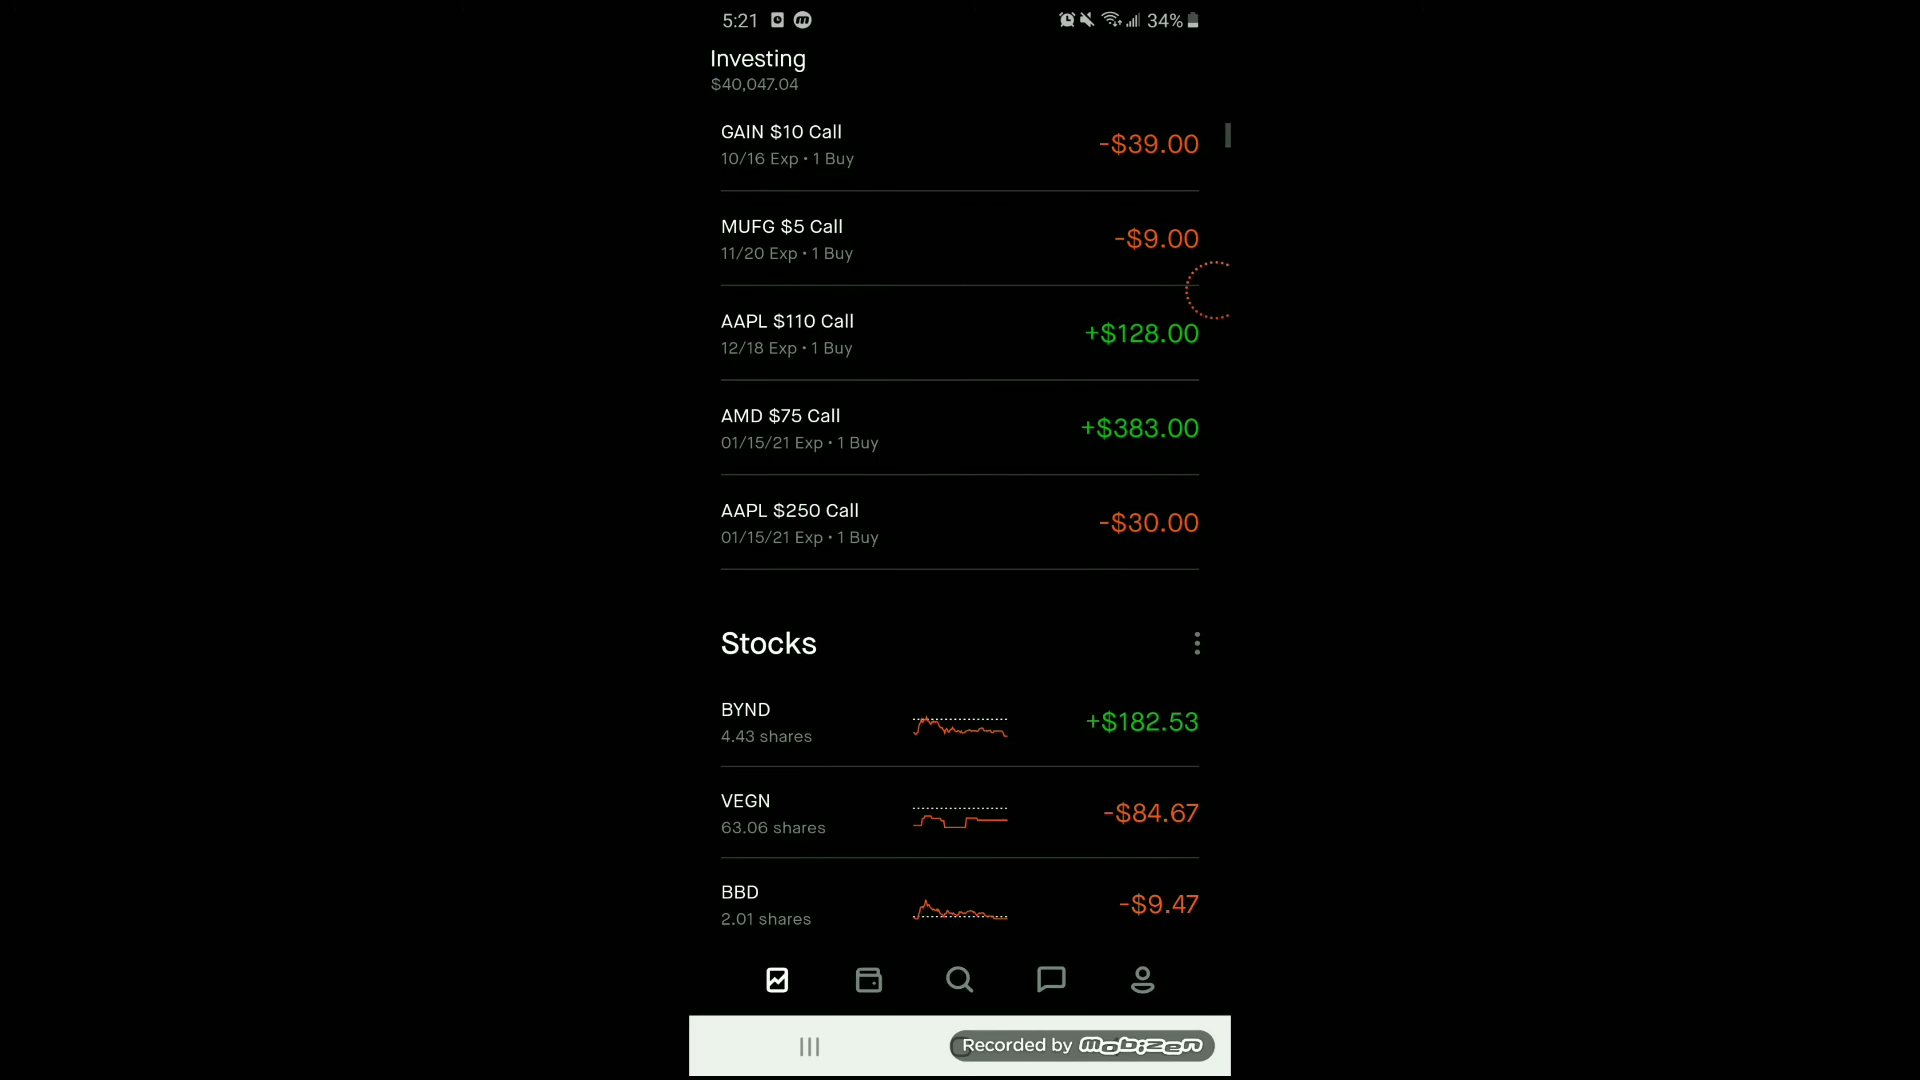 5:21
34%
Investing
$40,047.04
GAIN $10 Call
-$39.00
10/16 Exp • 1 Buy
MUFG $5 Call
-$9.00
11/20 Exp • 1 Buy
AAPL $110 Call
+$128.00
12/18 Exp • 1 Buy
AMD $75 Call
+$383.00
01/15/21 Exp • 1 Buy
AAPL $250 Call
-$30.00
01/15/21 Exp • 1 Buy
Stocks
BYND
+$182.53
4.43 shares
VEGN
-$84.67
63.06 shares
BBD
-$9.47
2.01 shares
Recorded by mobizen